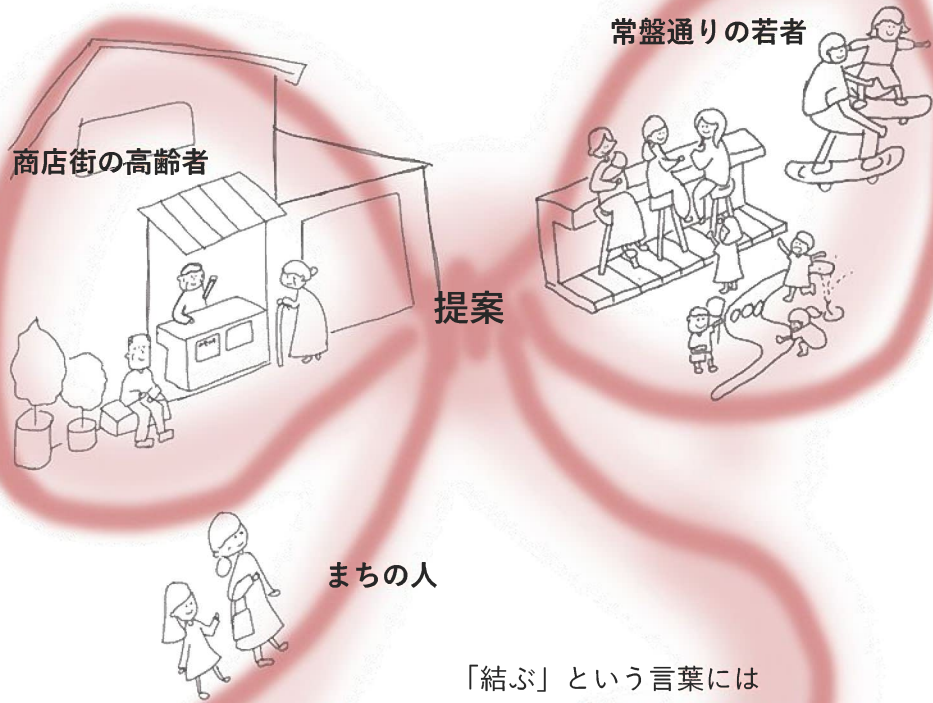 常盤通りの若者
商店街の高齢者
提案
まちの人
「結ぶ」という言葉には